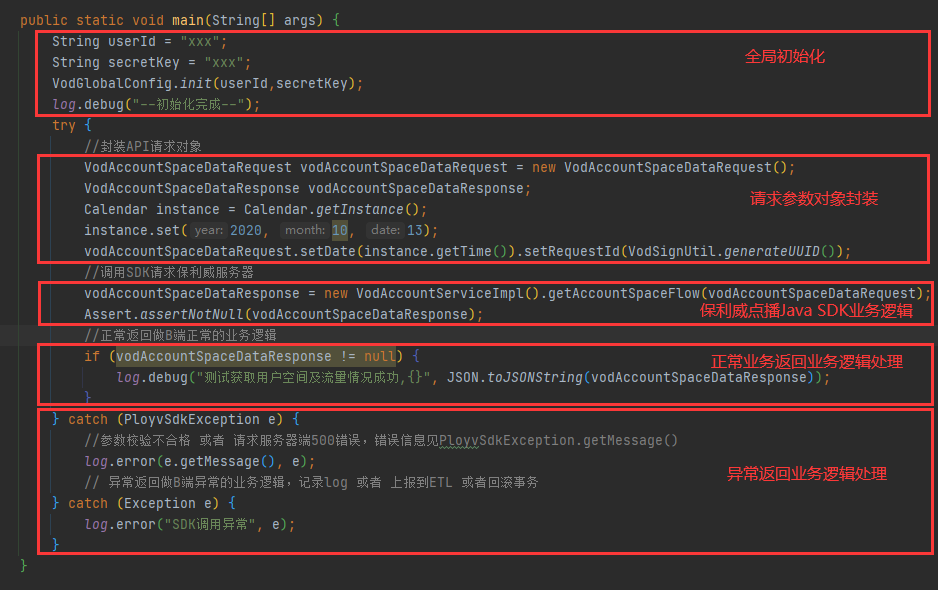 public static void main(String[] args) {
String userId = "xxx";
全局初始化
String secretKey = "xxx";
VodGlobalConfig.init(userId,secretKey);
log.debug("--初始化完成--");
try {
//封装API请求对象
VodAccountSpaceDataRequest vodAccountSpaceDataRequest = new VodAccountSpaceDataRequest();
VodAccountSpaceDataResponse vodAccountSpaceDataResponse;
请求参数对象封装
Calendar instance = Calendar.getInstance();
instance.set( year: 2020, month: 10, date: 13);
vodAccountSpaceDataRequest.setDate(instance.getTime()).setRequestId(VodSignUtil.generateUUID());
//调用SDK请求保利威服务器
vodAccountSpaceDataResponse = new VodAccountServiceImpl().getAccountSpaceFlow(vodAccountSpaceDataRequest);
Assert.assertNotNull(vodAccountSpaceDataResponse);
保利威点播Java SDK业务逻辑
//正常返回做B端正常的业务逻辑
if (vodAccountSpaceDataResponse != null) {
正常业务返回业务逻辑处理
log.debug("测试获取用户空间及流量情况成功,{}", JSON.toJSONString(vodAccountSpaceDataResponse));
}
} catch (PloyvSdkException e) {
//参数校验不合格 或者 请求服务器端500错误，错误信息见PloyvSdkException.getMessage()
log.error(e.getMessage(), e);
异常返回业务逻辑处理
// 异常返回做B端异常的业务逻辑，记录log 或者 上报到ETL 或者回滚事务
} catch (Exception e) {
log.error("SDK调用异常", e);
}
}